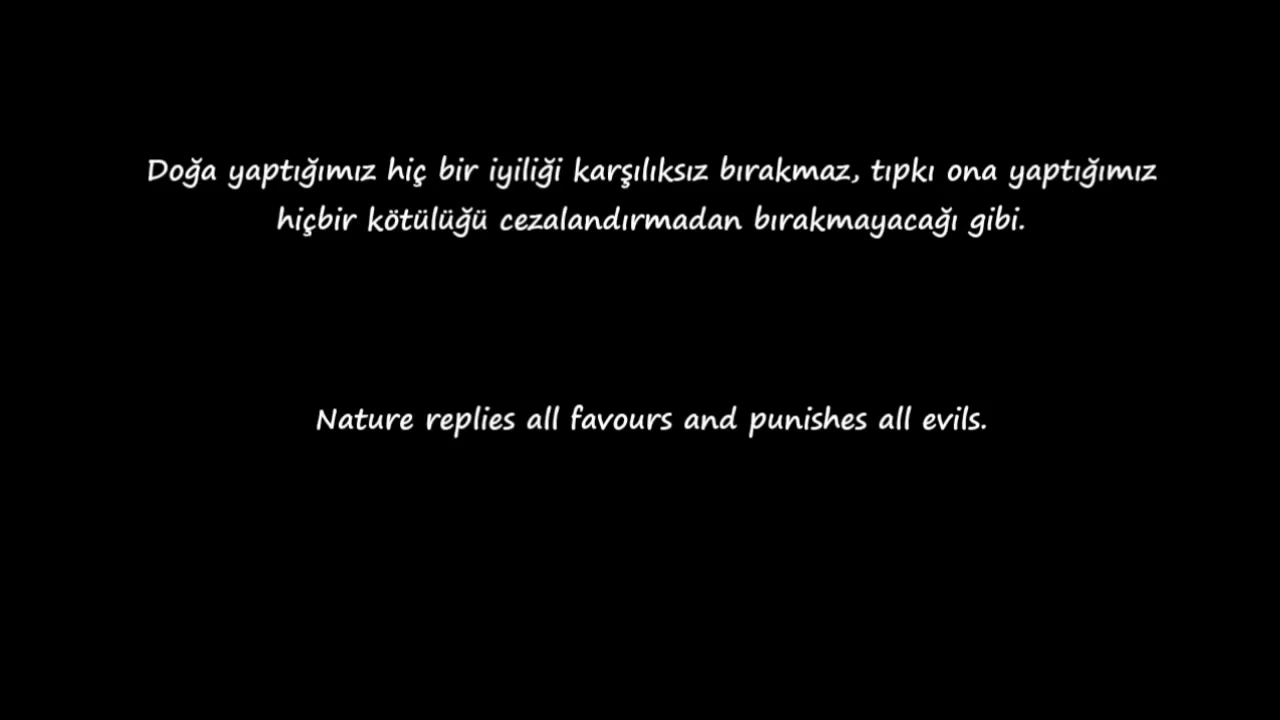 Doğa yaptığımız hiç bir iyiliği karşılıksız bırakmaz, tıpkı ona yaptığımız
hiçbir kötülüğü cezalandırmadan bırakmayacağı gibi.
Nature replies all favours and punishes all evils.